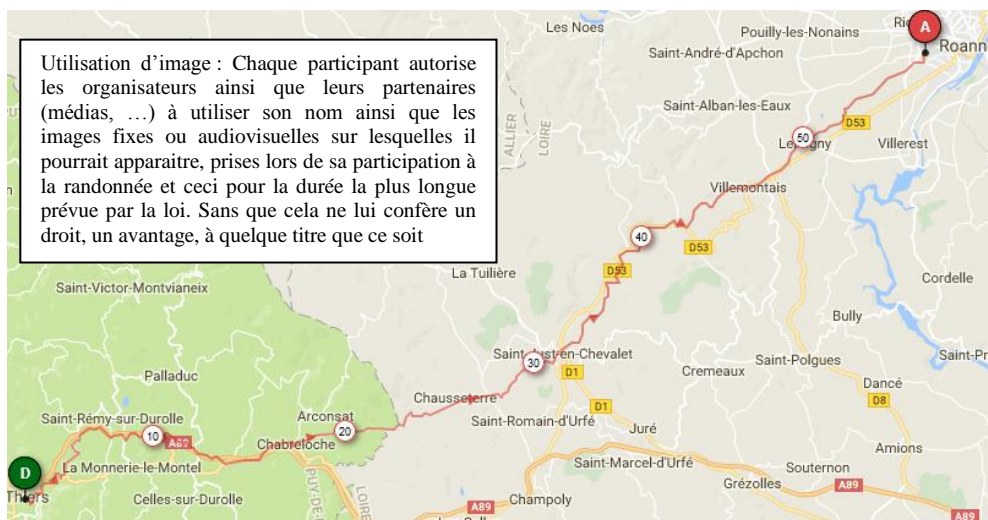 Les Noes
Pouilly-les-Nonains
A
Roann
Saint-André-d'Apchon
Utilisation d'image : Chaque participant autorise
les organisateurs ainsi que leurs partenaires
(médias, …) à utiliser son nom ainsi que les
images fixes ou audiovisuelles sur lesquelles il
pourrait apparaitre, prises lors de sa participation à
la randonnée et ceci pour la durée la plus longue
prévue par la loi. Sans que cela ne lui confère un
droit, un avantage, à quelque titre que ce soit
ALLIER
LOIRE
Saint-Alban-les-Eaux
D53
50
Villerest
Villemontais
40
D53
D53
La Tuilière
Cordelle
Saint-Victor-Montvianeix
Bully
30
D1
Saint-Polgues
Cremeaux
Palladuc
Dancé
D8
Chausseterre
Saint-Rémy-sur-Durolle
Arconsat
20
D1
Saint-Romain-d'Urfé
Juré
10
A89
Chabreloche
Amions
D
La Monnerie-le-Montel
Saint-Marcel-d'Urfé
Souternon
Thiers
Celles-sur-Durolle
Grézolles
A89
Champoly
A89
A89
LOIRE